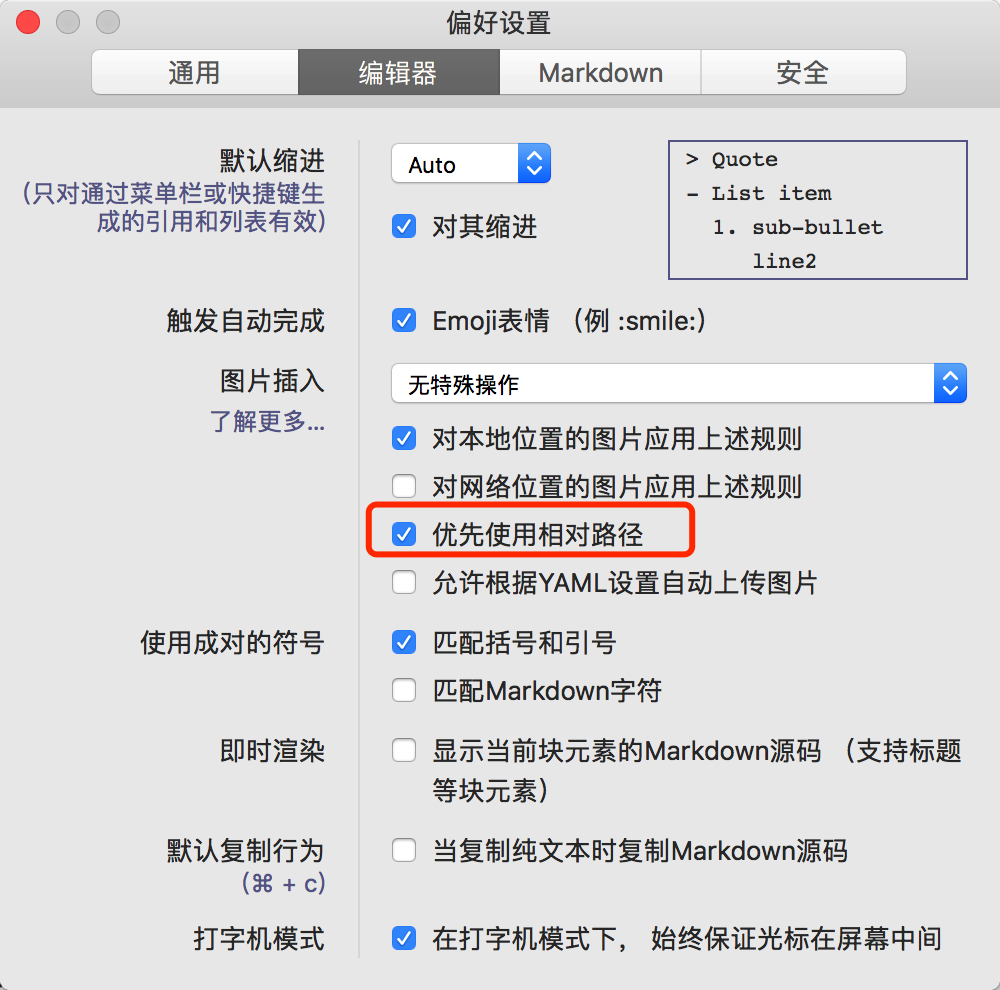 偏好设置
通用
编辑器
Markdown
安全
默认缩进
(只对通过菜单栏或快捷键生
成的引用和列表有效)
Auto
对其缩进
> Quote
- List item
1. sub-bullet
line2
触发自动完成
Emoji表情 （例 :smile:）
图片插入
了解更多...
无特殊操作
对本地位置的图片应用上述规则
对网络位置的图片应用上述规则
优先使用相对路径
允许根据YAML设置自动上传图片
使用成对的符号
匹配括号和引号
匹配Markdown字符
即时渲染
显示当前块元素的Markdown源码 （支持标题
等块元素）
默认复制行为
(⌘ + c)
当复制纯文本时复制Markdown源码
打字机模式
在打字机模式下， 始终保证光标在屏幕中间